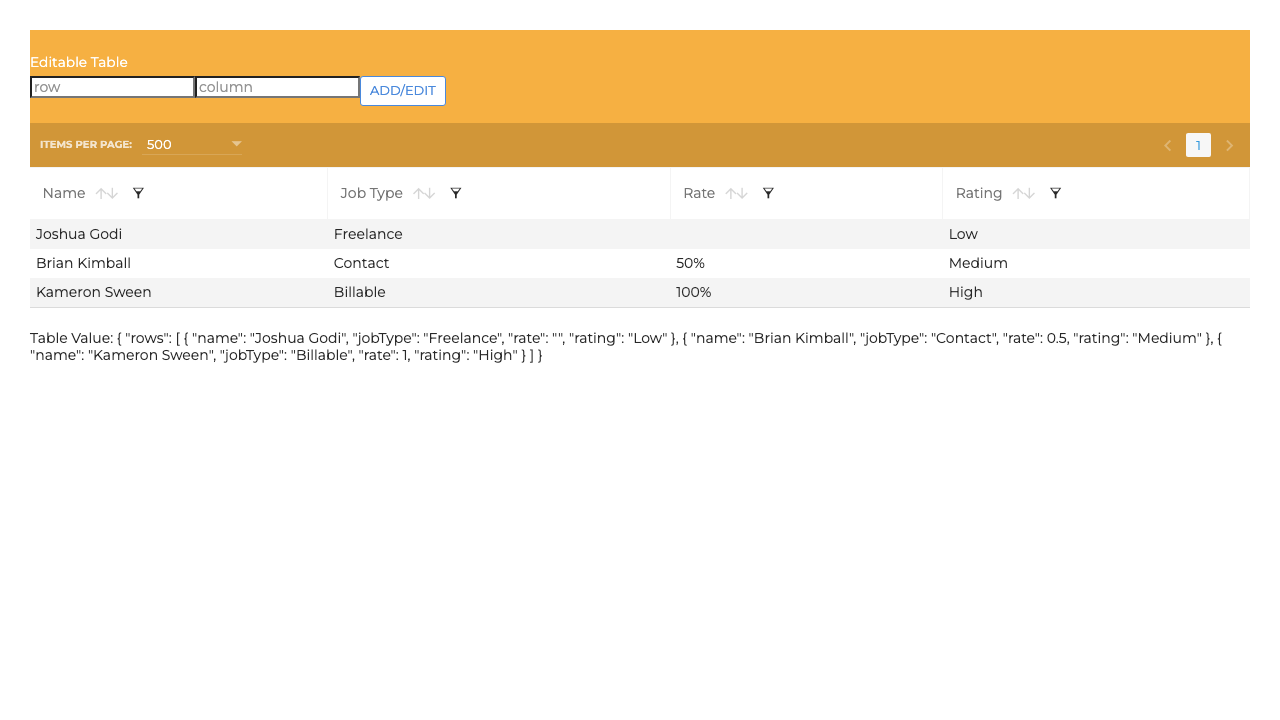 Editable Table
row column ADD/EDIT
ITEMS PER PAGE: 500 1
Name Job Type Rate Rating
Joshua Godi Freelance Low
Brian Kimball Contact 50% Medium
Kameron Sween Billable 100% High
Table Value: { "rows": [ { "name": "Joshua Godi", "jobType": "Freelance", "rate": "", "rating": "Low" }, { "name": "Brian Kimball", "jobType": "Contact", "rate": 0.5, "rating": "Medium" }, {
"name": "Kameron Sween", "jobType": "Billable", "rate": 1, "rating": "High" } ] }